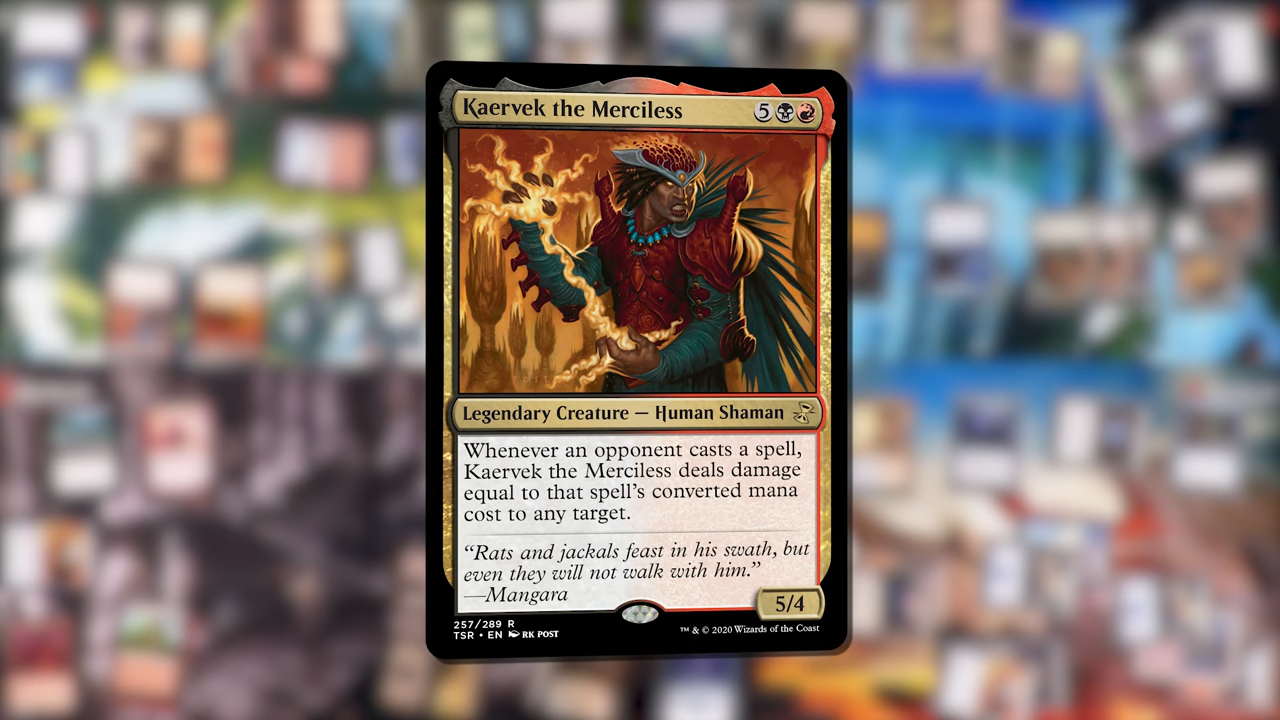 Kaervek the Merciless 5
Legendary Creature — Human Shaman
Whenever an opponent casts a spell,
Kaervek the Merciless deals damage
equal to that spell's converted mana
cost to any target.
“Rats and jackals feast in his swath, but
even they will not walk with him.”
—Mangara
5/4
257/289 R
TSR • EN RK POST
™ & © 2020 Wizards of the Coast